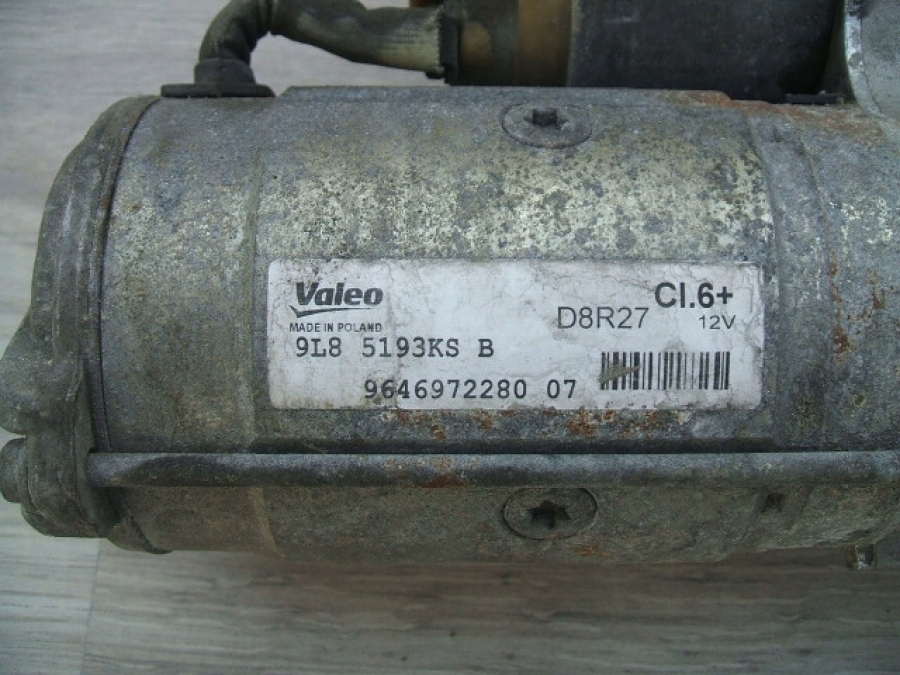 Valeo
MADE IN POLAND
D8R27 Cl.6+
12V
9L8 5193KS B
9646972280 07